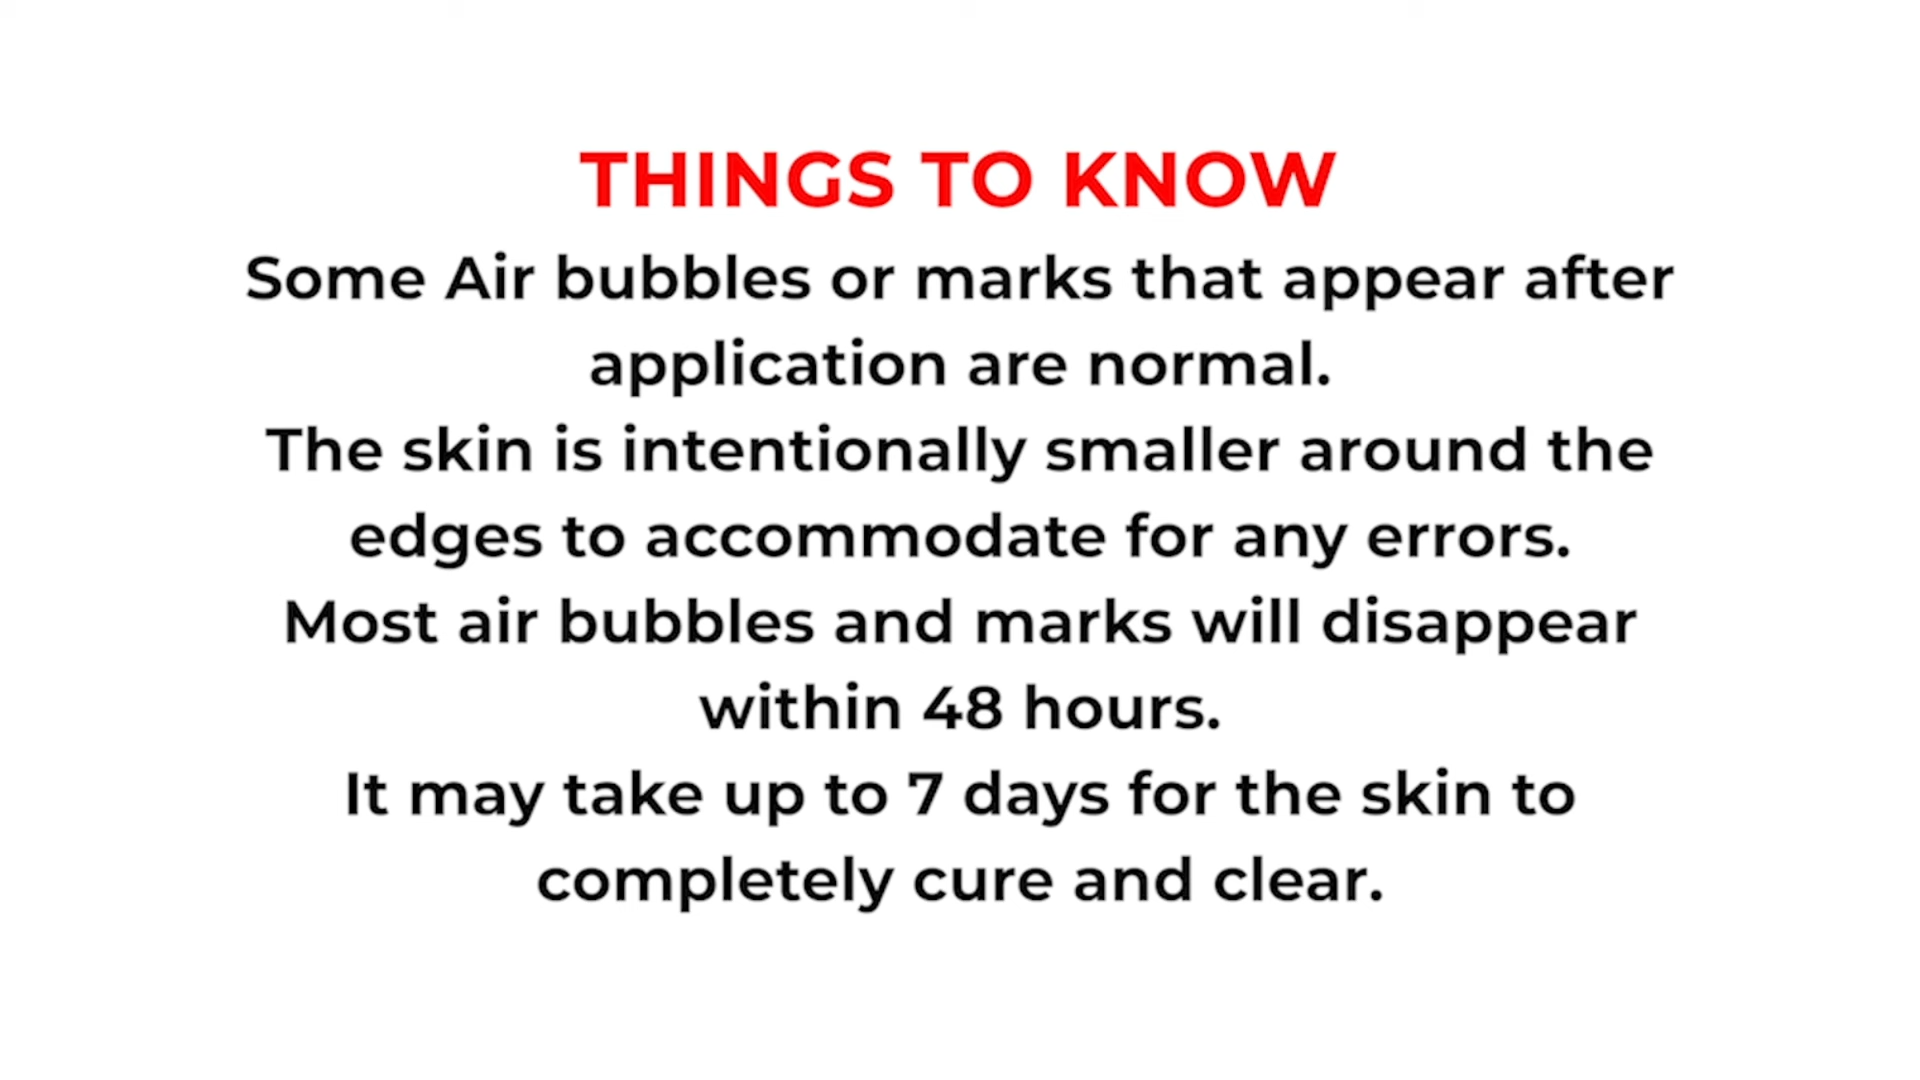 THINGS TO KNOW
Some Air bubbles or marks that appear after
application are normal.
The skin is intentionally smaller around the
edges to accommodate for any errors.
Most air bubbles and marks will disappear
within 48 hours.
It may take up to 7 days for the skin to
completely cure and clear.